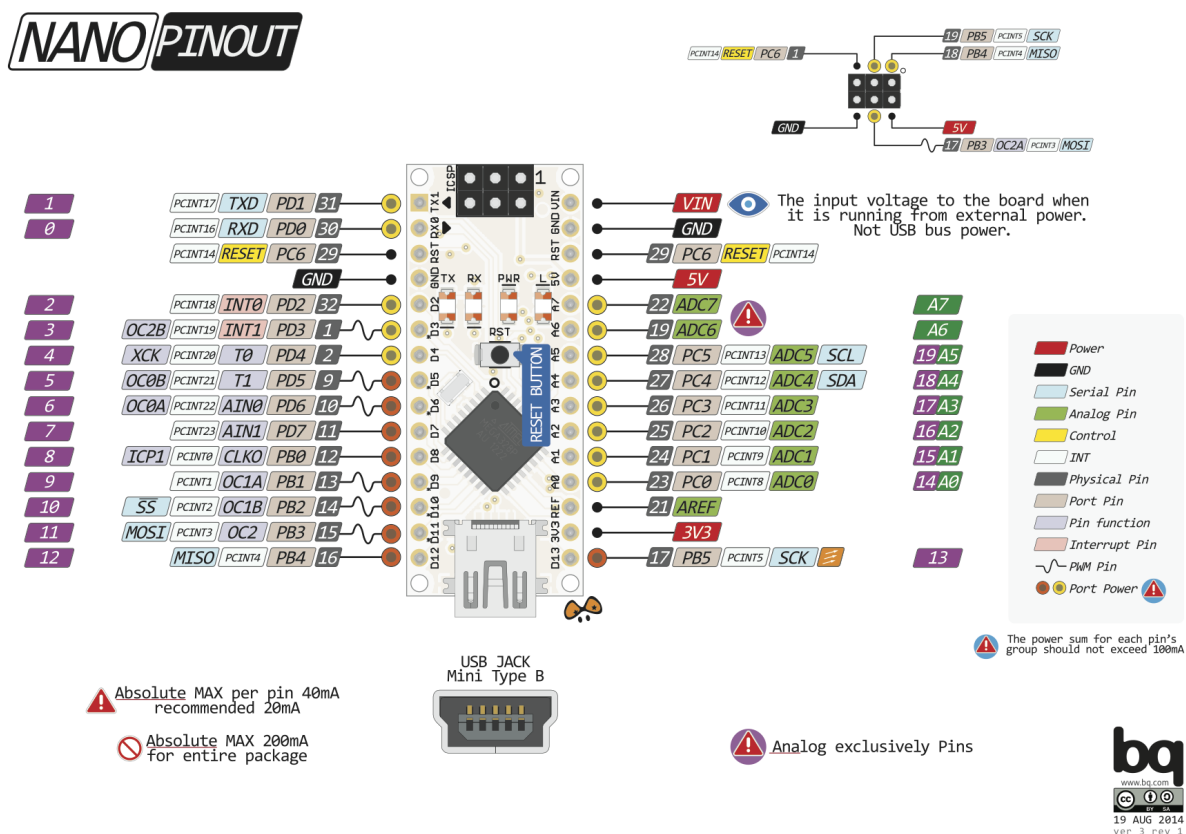 NANO PINOUT
19 PB5 PCINT5 SCK
PCINT14 RESET PC6 1
18 PB4 PCINT4 MISO
GND
5V
17 PB3 OC2A PCINT3 MOSI
1 PCINT17 TXD PD1 31
0 PCINT16 RXD PD0 30
PCINT14 RESET PC6 29
GND
2 PCINT18 INT0 PD2 32
3 OC2B PCINT19 INT1 PD3 1
4 XCK PCINT20 T0 PD4 2
5 OC0B PCINT21 T1 PD5 9
6 OC0A PCINT22 AIN0 PD6 10
7 PCINT23 AIN1 PD7 11
8 ICP1 PCINT0 CLKO PB0 12
9 PCINT1 OC1A PB1 13
10 SS PCINT2 OC1B PB2 14
11 MOSI PCINT3 OC2 PB3 15
12 MISO PCINT4 PB4 16
ICSP
1
TX1
RX0
RST
GND
D2
D3
D4
D5
D6
D7
D8
D9
D10
D11
D12
TX RX PWR L
RST
RESET BUTTON
VIN
GND
RST
5V
A7
A6
A5
A4
A3
A2
A1
A0
REF
3V3
D13
VIN
The input voltage to the board when
it is running from external power.
Not USB bus power.
GND
29 PC6 RESET PCINT14
5V
22 ADC7 A7
19 ADC6 A6
28 PC5 PCINT13 ADC5 SCL 19 A5
27 PC4 PCINT12 ADC4 SDA 18 A4
26 PC3 PCINT11 ADC3 17 A3
25 PC2 PCINT10 ADC2 16 A2
24 PC1 PCINT9 ADC1 15 A1
23 PC0 PCINT8 ADC0 14 A0
21 AREF
3V3
17 PB5 PCINT5 SCK 13
Power
GND
Serial Pin
Analog Pin
Control
INT
Physical Pin
Port Pin
Pin function
Interrupt Pin
PWM Pin
Port Power
The power sum for each pin's
group should not exceed 100mA
USB JACK
Mini Type B
Absolute MAX per pin 40mA
recommended 20mA
Absolute MAX 200mA
for entire package
Analog exclusively Pins
bq
www.bq.com
cc BY SA
19 AUG 2014
ver 3 rev 1